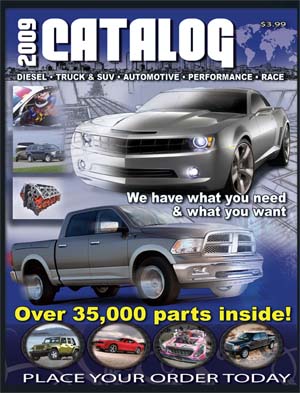 2009 CATALOG
$3.99
DIESEL • TRUCK & SUV • AUTOMOTIVE • PERFORMANCE • RACE
We have what you need
& what you want
Over 35,000 parts inside!
PLACE YOUR ORDER TODAY